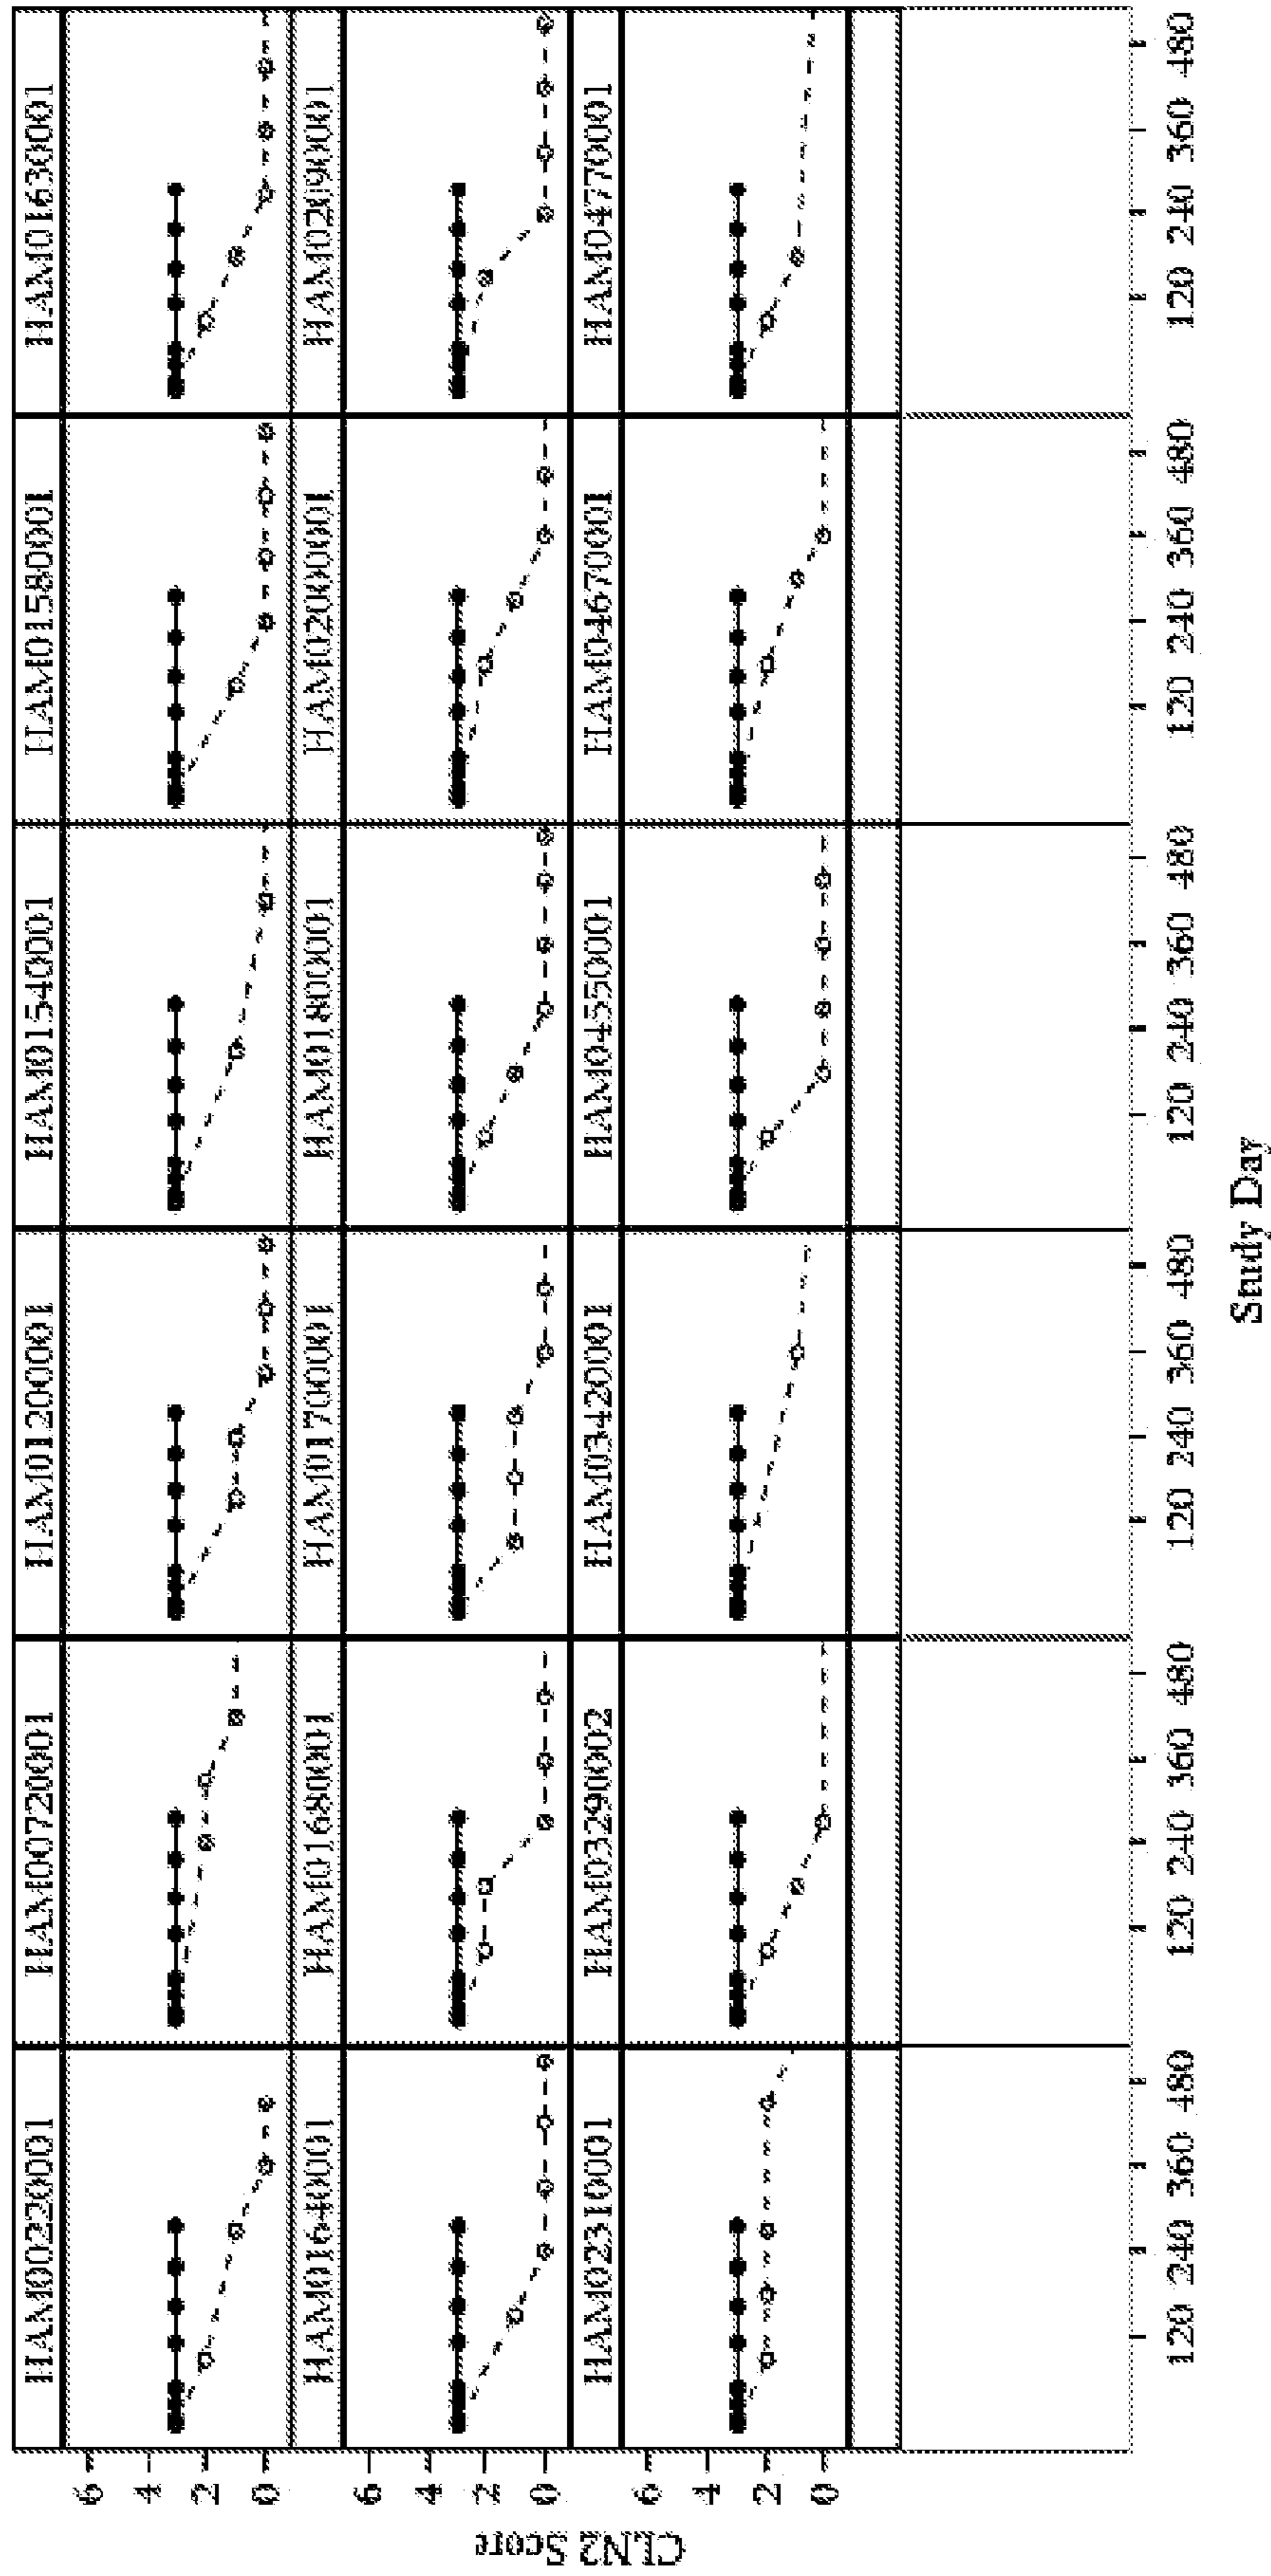 HAM00220001 HAM00720001 HAM01200001 HAM01540001 HAM01580001 HAM01630001
6
4
2
0
HAM01640001 HAM01680001 HAM01700001 HAM01800001 HAM02000001 HAM02090001
6
4
2
0
HAM02310001 HAM03290002 HAM03420001 HAM04550001 HAM04670001 HAM04770001
6
4
2
0
CLN2 Score
120 240 360 480 120 240 360 480 120 240 360 480 120 240 360 480 120 240 360 480 120 240 360 480
Study Day